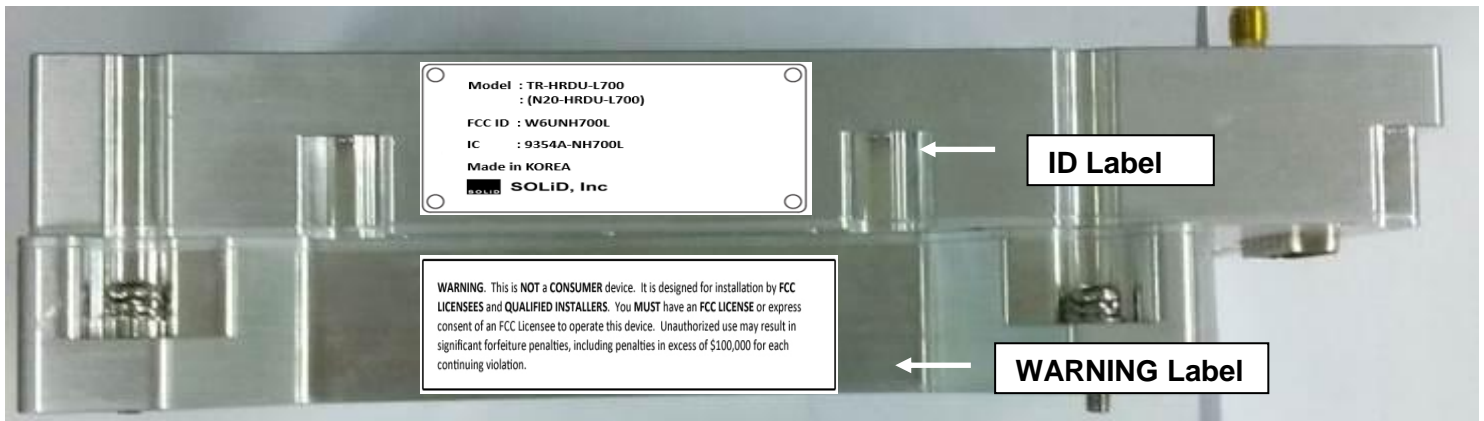 Model : TR-HRDU-L700
: (N20-HRDU-L700)
FCC ID : W6UNH700L
IC : 9354A-NH700L
Made in KOREA
SOLiD SOLiD, Inc
ID Label
WARNING. This is NOT a CONSUMER device. It is designed for installation by FCC
LICENSEES and QUALIFIED INSTALLERS. You MUST have an FCC LICENSE or express
consent of an FCC Licensee to operate this device. Unauthorized use may result in
significant forfeiture penalties, including penalties in excess of $100,000 for each
continuing violation.
WARNING Label